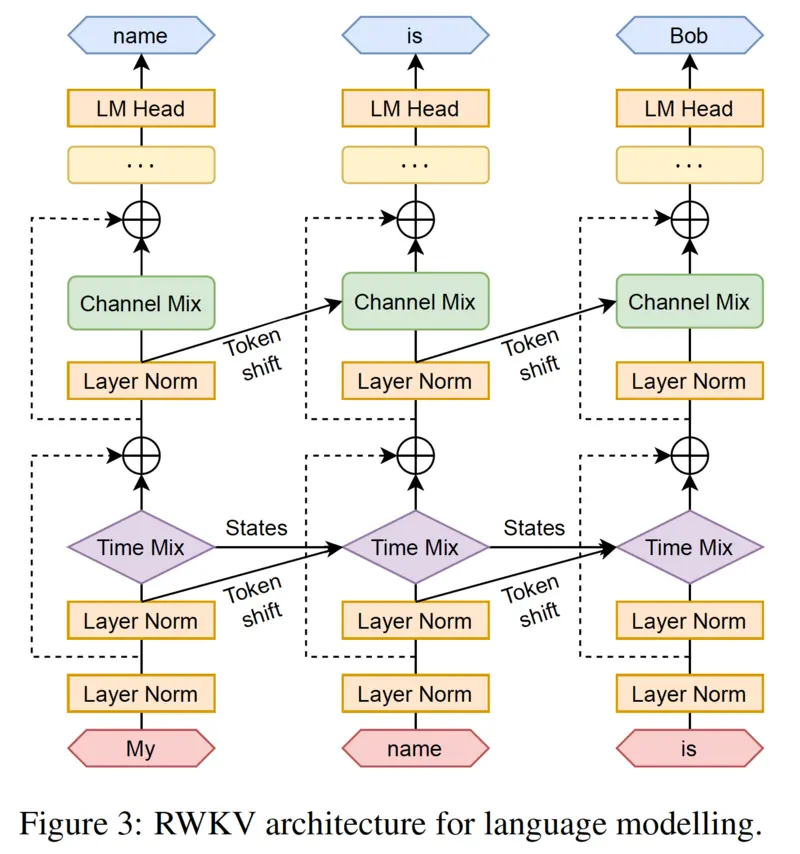 name
is
Bob
LM Head
LM Head
LM Head
...
...
...
Channel Mix
Channel Mix
Channel Mix
Token
shift
Token
shift
Layer Norm
Layer Norm
Layer Norm
States
States
Time Mix
Time Mix
Time Mix
Token
shift
Token
shift
Layer Norm
Layer Norm
Layer Norm
Layer Norm
Layer Norm
Layer Norm
My
name
is
Figure 3: RWKV architecture for language modelling.